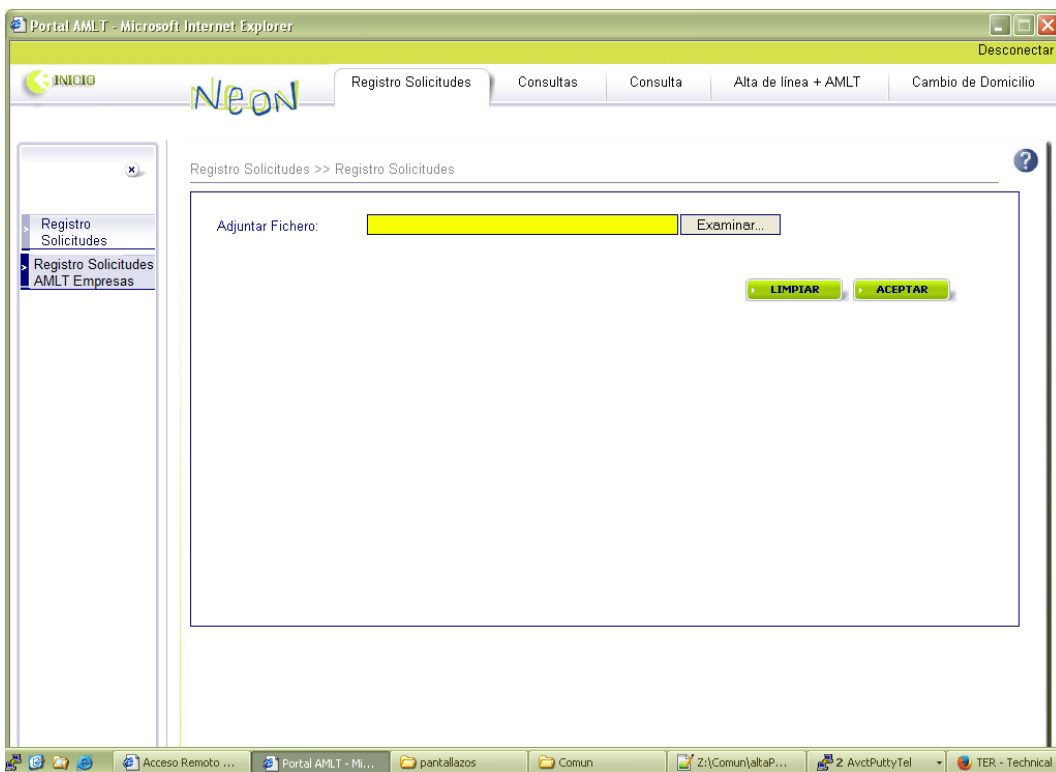 Portal AMLT - Microsoft Internet Explorer
Desconectar
INICIO
Neon
Registro Solicitudes
Consultas
Consulta
Alta de línea + AMLT
Cambio de Domicilio
Registro Solicitudes >> Registro Solicitudes
?
x
Registro
Solicitudes
Registro Solicitudes
AMLT Empresas
Adjuntar Fichero:
Examinar...
LIMPIAR
ACEPTAR
Acceso Remoto ...
Portal AMLT - Mi...
pantallazos
Comun
Z:\Comun\altaP...
2 AvctPuttyTel
TER - Technical